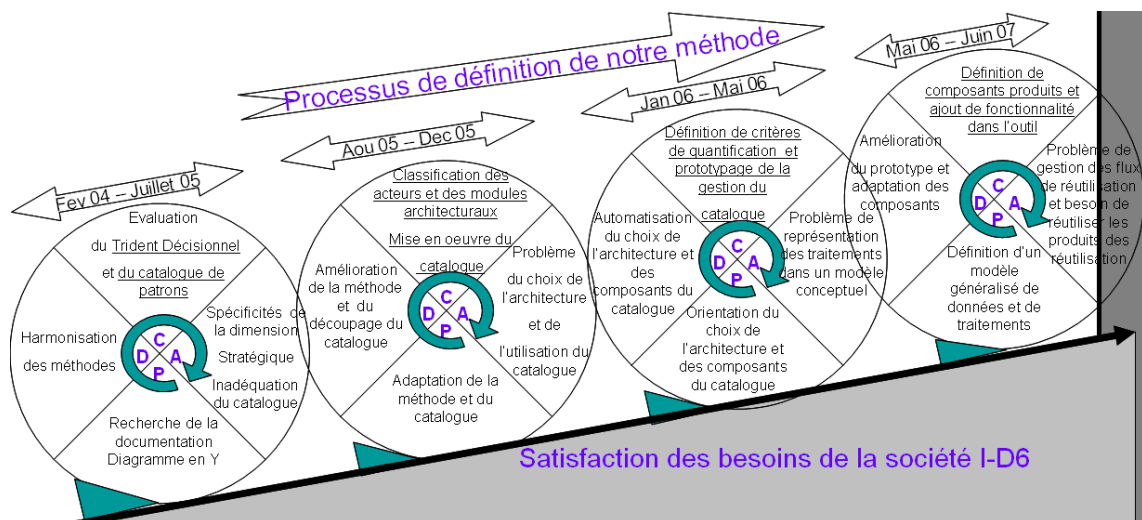 Processus de définition de notre méthode
Fev 04 – Juillet 05
Evaluation
du Trident Décisionnel
et du catalogue de
patrons
Harmonisation
des méthodes
Spécificités de
la dimension
Stratégique
Inadéquation
du catalogue
Recherche de la
documentation
Diagramme en Y
C
D A
P
Aou 05 – Dec 05
Classification des
acteurs et des modules
architecturaux
Mise en oeuvre du
catalogue
Amélioration
de la méthode
et du
découpage du
catalogue
Problème
du choix de
l'architecture
et de
l'utilisation du
catalogue
Adaptation de la
méthode et du
catalogue
C
D A
P
Jan 06 – Mai 06
Définition de critères
de quantification et
prototypage de la
gestion du
catalogue
Automatisation
du choix de
l'architecture et
des
composants du
catalogue
Problème de
représentation
des traitements
dans un modèle
conceptuel
Orientation du
choix de
l'architecture et
des composants
du catalogue
C
D A
P
Mai 06 – Juin 07
Définition de
composants produits et
ajout de fonctionnalité
dans l'outil
Amélioration
du prototype et
adaptation des
composants
Problème de
gestion des flux
de réutilisation
et besoin de
réutiliser les
produits des
réutilisation
Définition d'un
modèle
généralisé de
données et de
traitements
C
D A
P
Satisfaction des besoins de la société I-D6